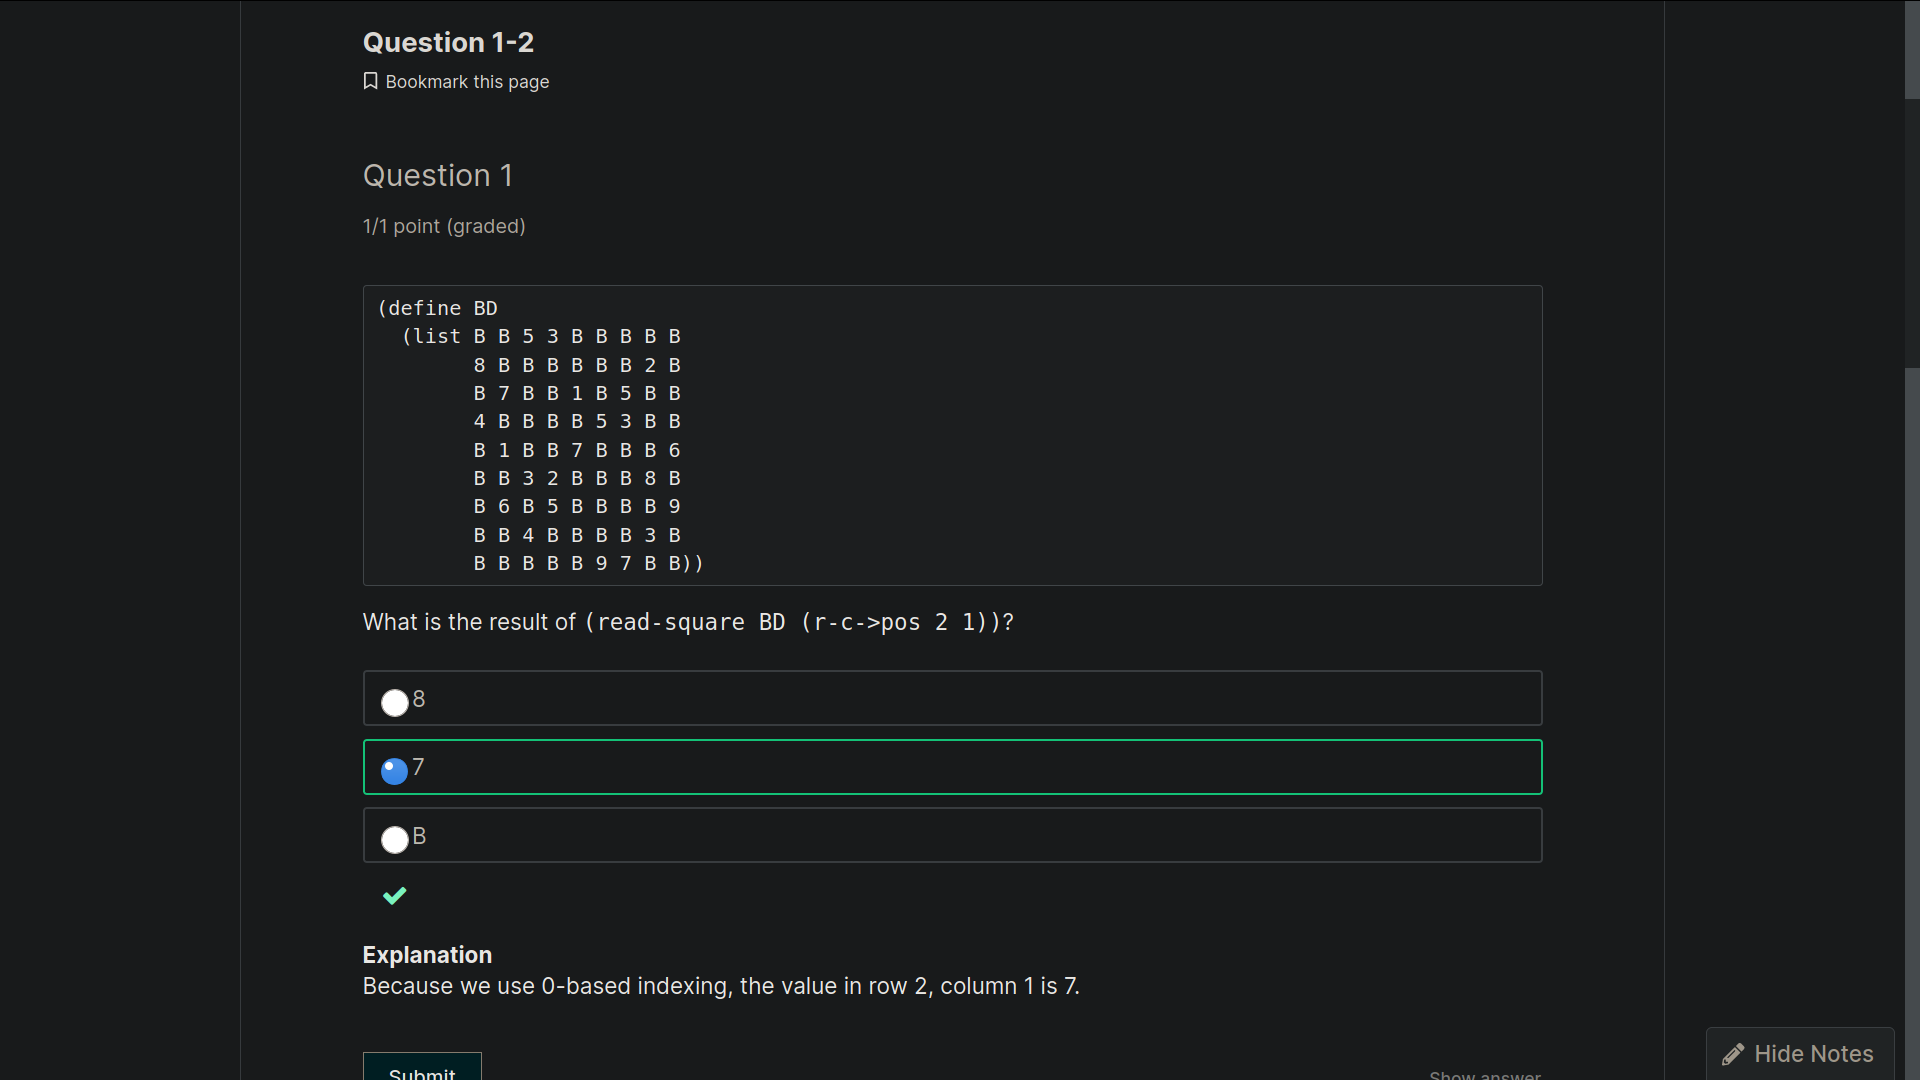 Question 1-2
Bookmark this page
Question 1
1/1 point (graded)
(define BD
  (list B B 5 3 B B B B B
        8 B B B B B B 2 B
        B 7 B B 1 B 5 B B
        4 B B B B 5 3 B B
        B 1 B B 7 B B B 6
        B B 3 2 B B B 8 B
        B 6 B 5 B B B B 9
        B B 4 B B B B 3 B
        B B B B B 9 7 B B))
What is the result of (read-square BD (r-c->pos 2 1))?
8
7
B
Explanation
Because we use 0-based indexing, the value in row 2, column 1 is 7.
Hide Notes
Submit
Show answer